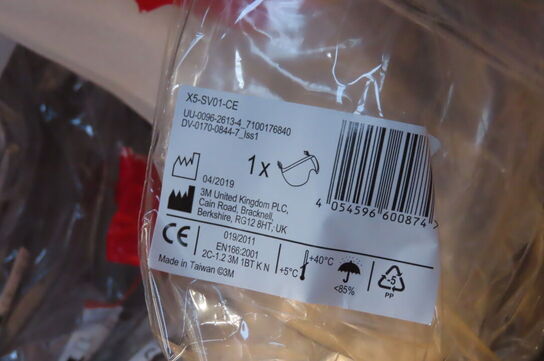 X5-SV01-CE
UU-0096-2613-4_7100176840
DV-0170-0844-7_Iss1
1x
04/2019
3M United Kingdom PLC,
Cain Road, Bracknell,
Berkshire, RG12 8HT, UK
4 054596 600874 >
CE
019/2011
EN166:2001
2C-1.2 3M 1BT K N
Made in Taiwan ©3M
+5°C
+40°C
<85%
5
PP